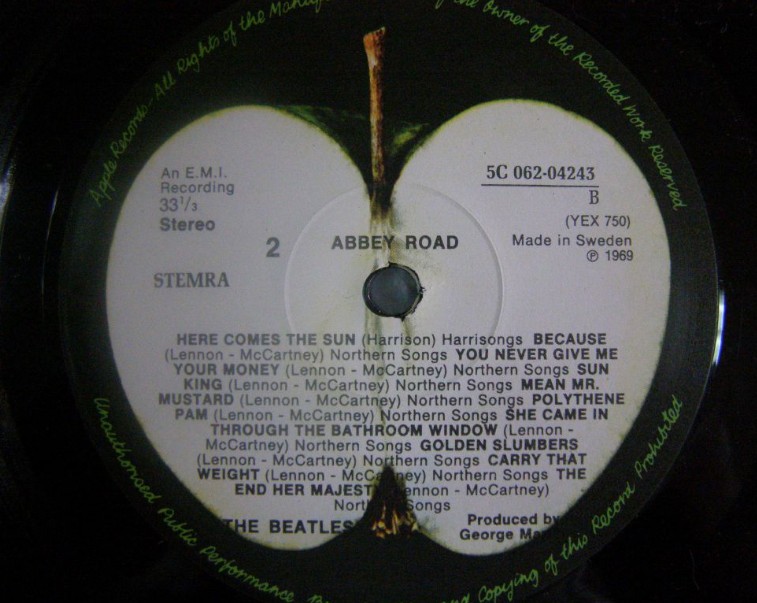 Apple Records - All Rights of the
of the Owner of the Recorded Work Reserved
An E.M.I.
Recording
33 1/3
Stereo
2
STEMRA
ABBEY ROAD
5C 062-04243
B
(YEX 750)
Made in Sweden
℗ 1969
HERE COMES THE SUN (Harrison) Harrisongs BECAUSE
(Lennon - McCartney) Northern Songs YOU NEVER GIVE ME
YOUR MONEY (Lennon - McCartney) Northern Songs SUN
KING (Lennon - McCartney) Northern Songs MEAN MR.
MUSTARD (Lennon - McCartney) Northern Songs POLYTHENE
PAM (Lennon - McCartney) Northern Songs SHE CAME IN
THROUGH THE BATHROOM WINDOW (Lennon -
McCartney) Northern Songs GOLDEN SLUMBERS
(Lennon - McCartney) Northern Songs CARRY THAT
WEIGHT (Lennon - McCartney) Northern Songs THE
END HER MAJESTY (Lennon - McCartney)
Northern Songs
THE BEATLES
Produced by
George
Unauthorised Public Performance
Copying of this Record Prohibited